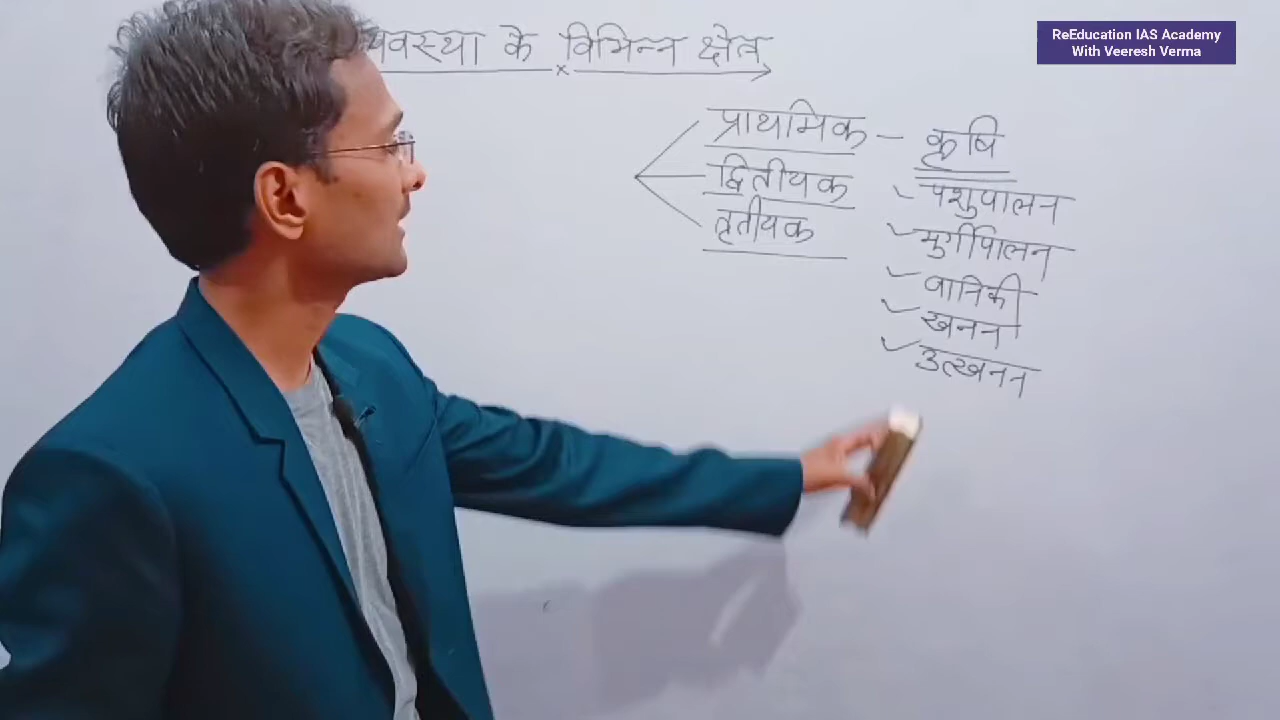 ReEducation IAS Academy
With Veeresh Verma
व्यवस्था के विभिन्न क्षेत्र
प्राथमिक - कृषि
द्वितीयक
तृतीयक
पशुपालन
मुर्गीपालन
वानिकी
खनन
उत्खनन